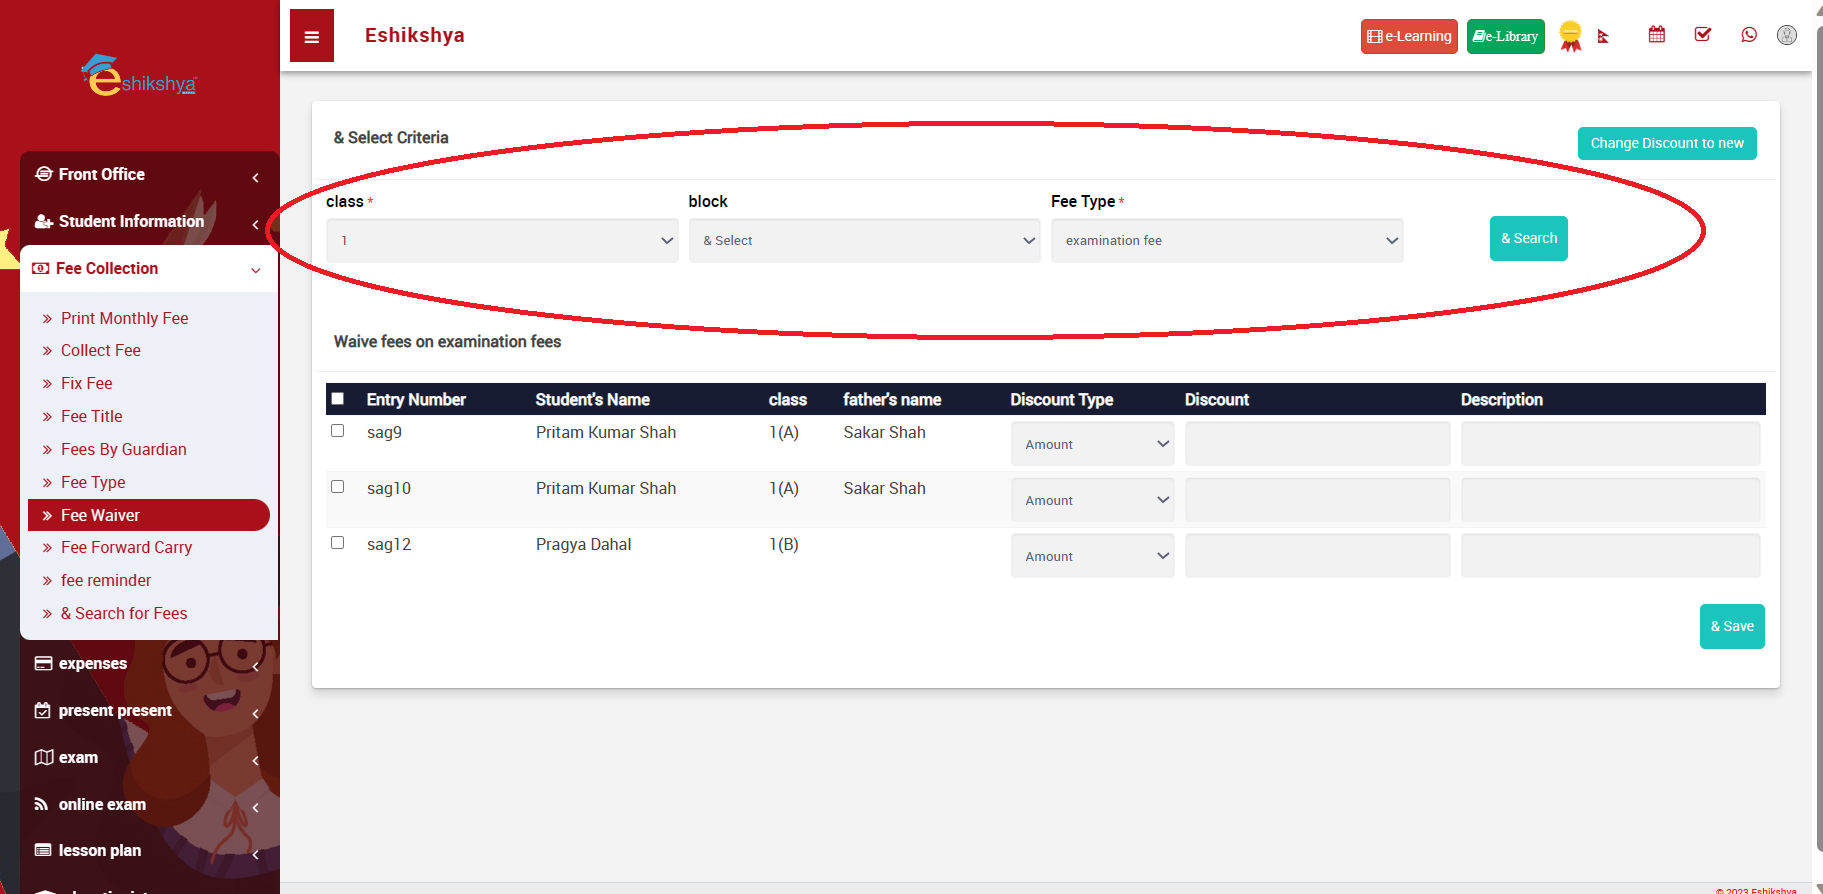 eshikshya
Eshikshya
e-Learning
e-Library
Front Office
Student Information
Fee Collection
Print Monthly Fee
Collect Fee
Fix Fee
Fee Title
Fees By Guardian
Fee Type
Fee Waiver
Fee Forward Carry
fee reminder
& Search for Fees
expenses
present present
exam
online exam
lesson plan
& Select Criteria
Change Discount to new
class *
block
Fee Type *
1
& Select
examination fee
& Search
Waive fees on examination fees
Entry Number Student's Name class father's name Discount Type Discount Description
sag9 Pritam Kumar Shah 1(A) Sakar Shah Amount
sag10 Pritam Kumar Shah 1(A) Sakar Shah Amount
sag12 Pragya Dahal 1(B) Amount
& Save
© 2023 Eshikshya